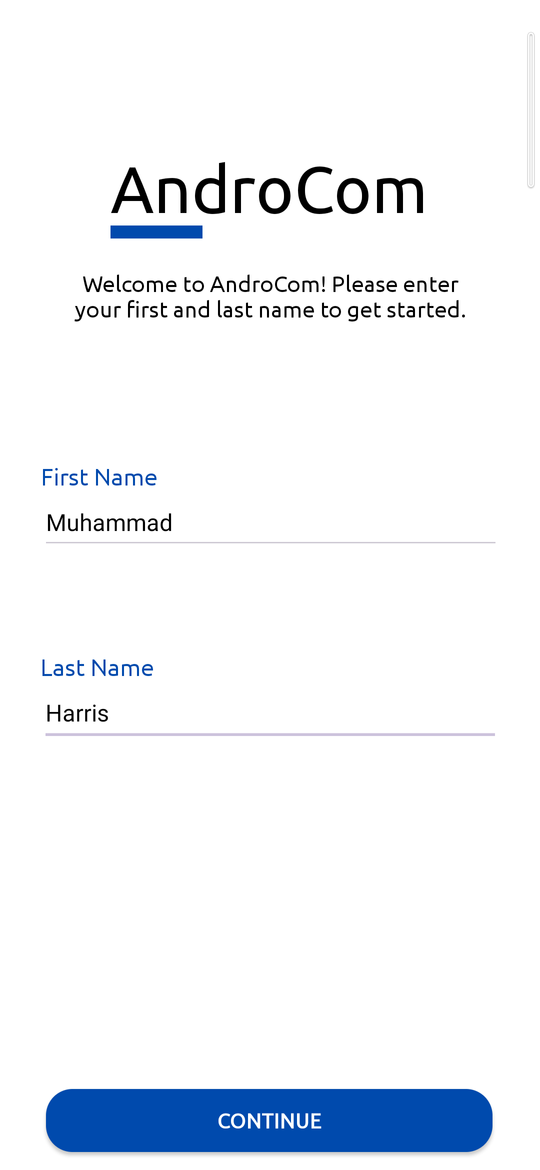 AndroCom
Welcome to AndroCom! Please enter
your first and last name to get started.
First Name
Muhammad
Last Name
Harris
CONTINUE